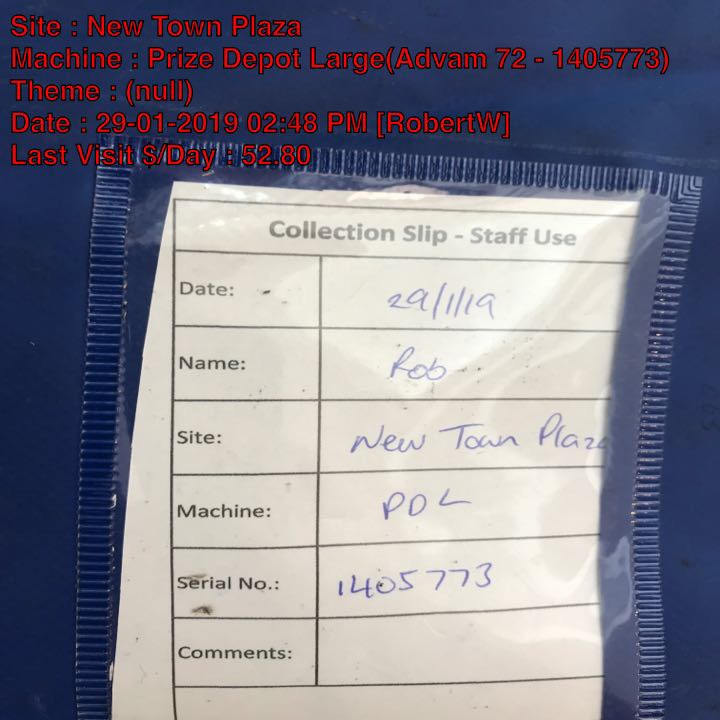 Site : New Town Plaza
Machine : Prize Depot Large(Advam 72 - 1405773)
Theme : (null)
Date : 29-01-2019 02:48 PM [RobertW]
Last Visit $/Day : 52.80
Collection Slip - Staff Use
Date: 29/1/19
Name: Rob
Site: New Town Plaza
Machine: PDL
Serial No.: 1405773
Comments: